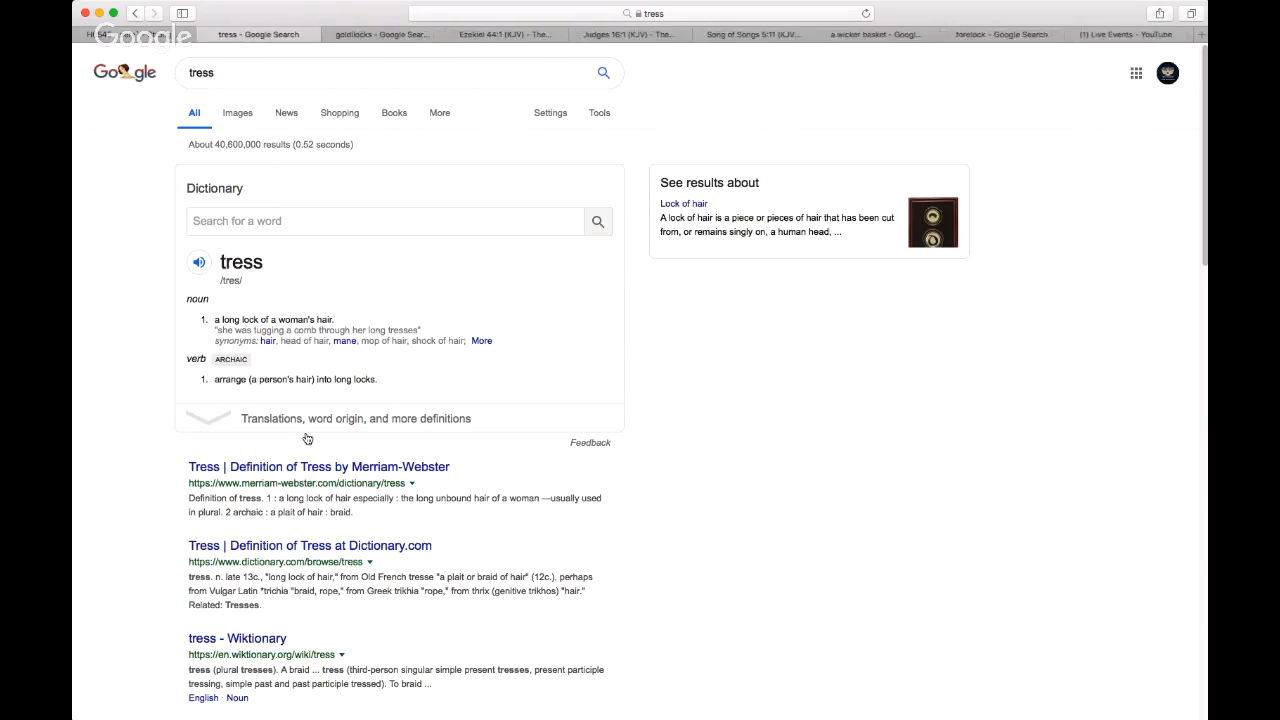 tress
tress - Google Search
goldilocks - Google Sear...
Ezekiel 44:1 (KJV) - The...
Judges 16:1 (KJV) - The...
Song of Songs 5:11 (KJV...
a wicker basket - Googl...
forelock - Google Search
(1) Live Events - YouTube
Google
Google
tress
All
Images
News
Shopping
Books
More
Settings
Tools
About 40,600,000 results (0.52 seconds)
Dictionary
Search for a word
tress
/tres/
noun
1. a long lock of a woman's hair.
"she was tugging a comb through her long tresses"
synonyms: hair, head of hair, mane, mop of hair, shock of hair; More
verb ARCHAIC
1. arrange (a person's hair) into long locks.
Translations, word origin, and more definitions
Feedback
See results about
Lock of hair
A lock of hair is a piece or pieces of hair that has been cut
from, or remains singly on, a human head, ...
Tress | Definition of Tress by Merriam-Webster
https://www.merriam-webster.com/dictionary/tress
Definition of tress. 1 : a long lock of hair especially : the long unbound hair of a woman —usually used
in plural. 2 archaic : a plait of hair : braid.
Tress | Definition of Tress at Dictionary.com
https://www.dictionary.com/browse/tress
tress. n. late 13c., "long lock of hair," from Old French tresse "a plait or braid of hair" (12c.), perhaps
from Vulgar Latin *trichia "braid, rope," from Greek trikhia "rope," from thrix (genitive trikhos) "hair."
Related: Tresses.
tress - Wiktionary
https://en.wiktionary.org/wiki/tress
tress (plural tresses). A braid ... tress (third-person singular simple present tresses, present participle
tressing, simple past and past participle tressed). To braid ...
English · Noun